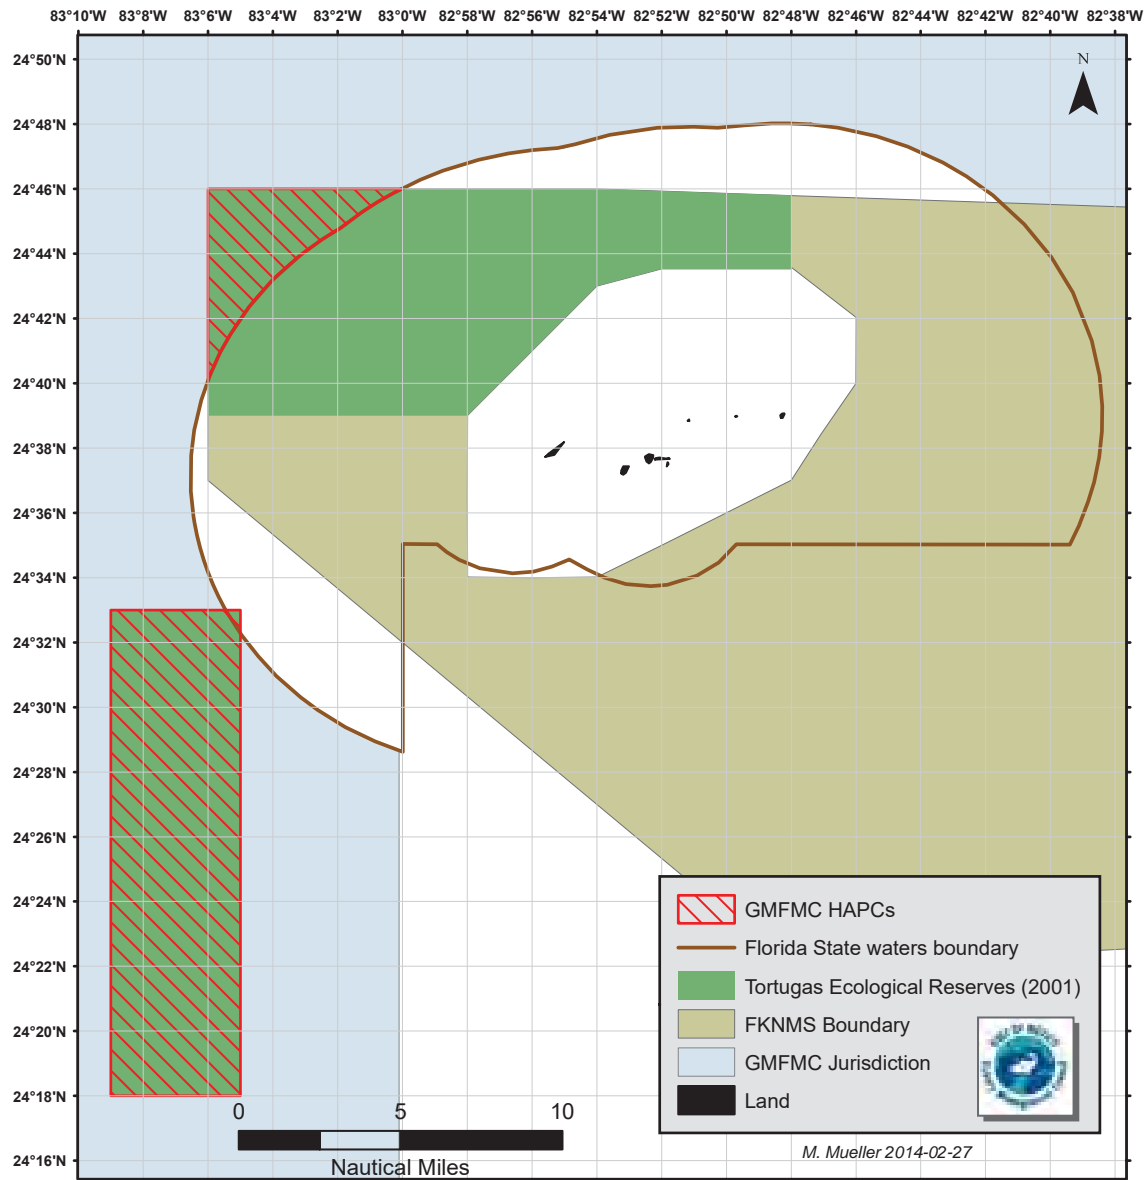 83°10'W 83°8'W 83°6'W 83°4'W 83°2'W 83°0'W 82°58'W 82°56'W 82°54'W 82°52'W 82°50'W 82°48'W 82°46'W 82°44'W 82°42'W 82°40'W 82°38'W
N
24°50'N
24°48'N
24°46'N
24°44'N
24°42'N
24°40'N
24°38'N
24°36'N
24°34'N
24°32'N
24°30'N
24°28'N
24°26'N
24°24'N
24°22'N
24°20'N
24°18'N
24°16'N
GMFMC HAPCs
Florida State waters boundary
Tortugas Ecological Reserves (2001)
FKNMS Boundary
GMFMC Jurisdiction
Land
0 5 10
Nautical Miles
M. Mueller 2014-02-27